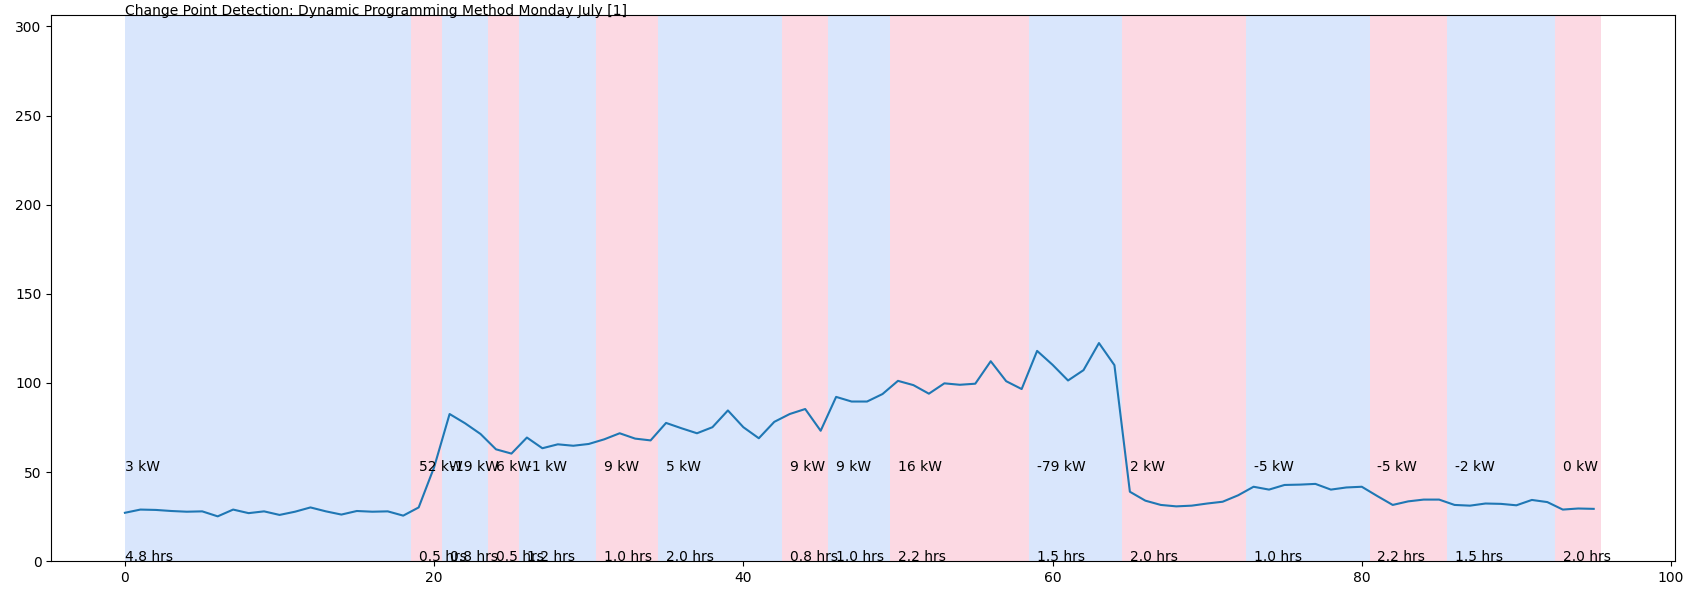 Change Point Detection: Dynamic Programming Method Monday July [1]
300
250
200
150
100
50
0
3 kW 52 kW -19 kW 6 kW -1 kW 9 kW 5 kW 9 kW 9 kW 16 kW -79 kW 2 kW -5 kW -5 kW -2 kW 0 kW
4.8 hrs 0.5 hrs 0.8 hrs 0.5 hrs 1.2 hrs 1.0 hrs 2.0 hrs 0.8 hrs 1.0 hrs 2.2 hrs 1.5 hrs 2.0 hrs 1.0 hrs 2.2 hrs 1.5 hrs 2.0 hrs
0 20 40 60 80 100